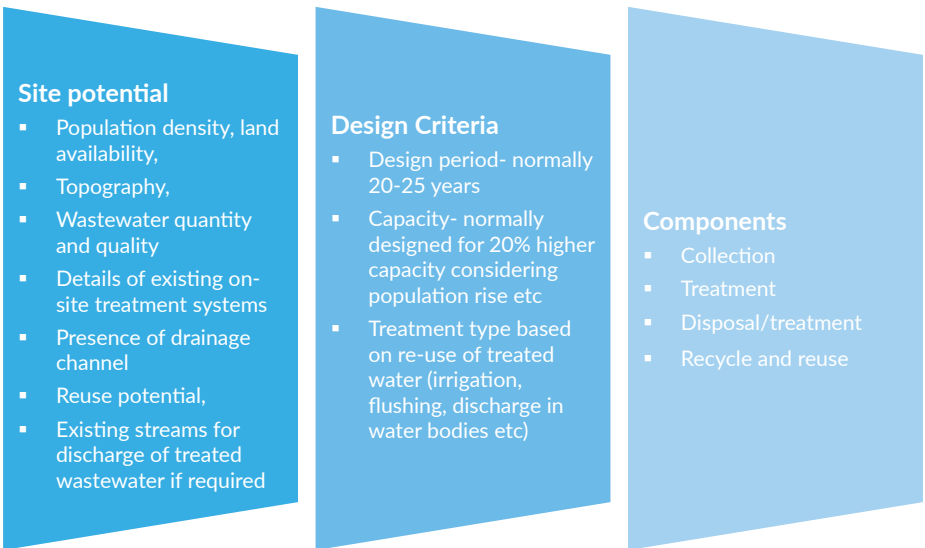 Site potential
▪ Population density, land
availability,
▪ Topography,
▪ Wastewater quantity
and quality
▪ Details of existing on-
site treatment systems
▪ Presence of drainage
channel
▪ Reuse potential,
▪ Existing streams for
discharge of treated
wastewater if required
Design Criteria
▪ Design period- normally
20-25 years
▪ Capacity- normally
designed for 20% higher
capacity considering
population rise etc
▪ Treatment type based
on re-use of treated
water (irrigation,
flushing, discharge in
water bodies etc)
Components
▪ Collection
▪ Treatment
▪ Disposal/treatment
▪ Recycle and reuse